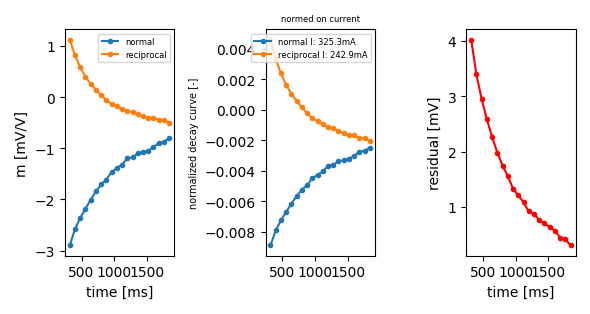 normed on current
1
0
-1
-2
-3
m [mV/V]
normal
reciprocal
500
1000
1500
time [ms]
0.004
0.002
0.000
-0.002
-0.004
-0.006
-0.008
normalized decay curve [-]
normal I: 325.3mA
reciprocal I: 242.9mA
500
1000
1500
4
3
2
1
residual [mV]
500
1000
1500
time [ms]